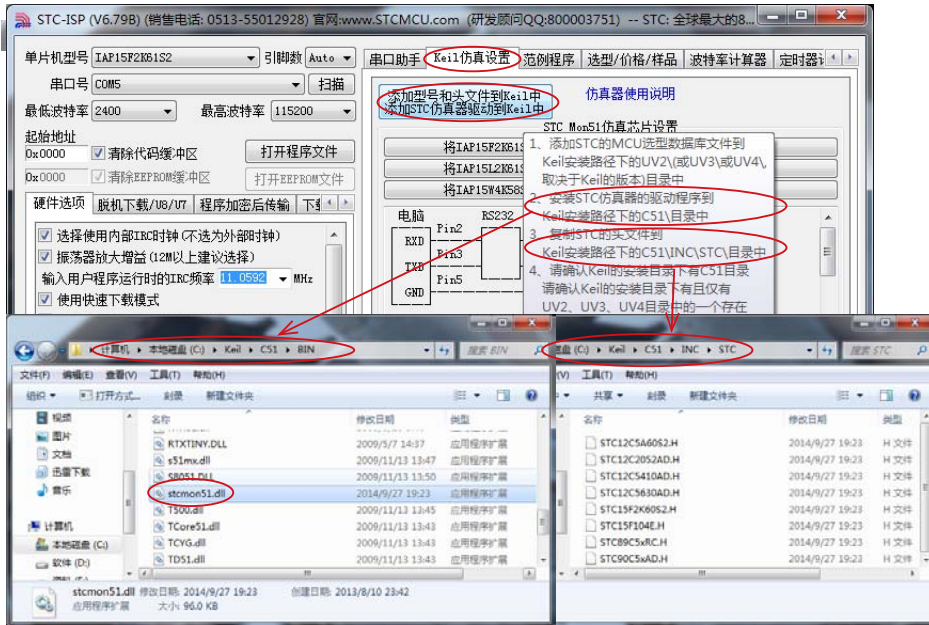 STC-ISP (V6.79B) (销售电话: 0513-55012928) 官网:www.STCMCU.com (研发顾问QQ:800003751) -- STC: 全球最大的8...
单片机型号 IAP15F2K61S2 引脚数 Auto
串口号 COM5 扫描
最低波特率 2400 最高波特率 115200
起始地址
0x0000 清除代码缓冲区 打开程序文件
0x0000 清除EEPROM缓冲区 打开EEPROM文件
硬件选项 脱机下载/U8/U7 程序加密后传输
选择使用内部IRC时钟(不选为外部时钟)
振荡器放大增益(12M以上建议选择)
输入用户程序运行时的IRC频率 11.0592 MHz
使用快速下载模式
串口助手 Keil仿真设置 范例程序 选型/价格/样品 波特率计算器 定时器
添加型号和头文件到Keil中
添加STC仿真器驱动到Keil中
仿真器使用说明
STC Mon51仿真芯片设置
将IAP15F2K61S
将IAP15L2K61S
将IAP15W4K58S
电脑 RS232
Pin2
RXD
Pin3
TXD
Pin5
GND
1、添加STC的MCU选型数据库文件到
Keil安装路径下的UV2\(或UV3\或UV4\,
取决于Keil的版本)目录中
2、安装STC仿真器的驱动程序到
Keil安装路径下的C51\目录中
3、复制STC的头文件到
Keil安装路径下的C51\INC\STC\目录中
4、请确认Keil的安装目录下有C51目录
请确认Keil的安装目录下有且仅有
UV2、UV3、UV4目录中的一个存在
计算机 本地磁盘 (C:) Keil C51 BIN 搜索 BIN
文件(F) 编辑(E) 查看(V) 工具(T) 帮助(H)
组织 打开方式... 刻录 新建文件夹
视频
图片
文档
迅雷下载
音乐
计算机
本地磁盘 (C:)
软件 (D:)
名称 修改日期 类型
RTXTINY.DLL 2009/5/7 14:37 应用程序扩展
s51mx.dll 2009/11/13 13:47 应用程序扩展
S8051.DLL 2009/11/13 13:50 应用程序扩展
stcmon51.dll 2014/9/27 19:23 应用程序扩展
T500.dll 2009/11/13 13:45 应用程序扩展
TCore51.dll 2009/11/13 13:43 应用程序扩展
TCYG.dll 2009/11/13 13:43 应用程序扩展
TD51.dll 2009/11/13 13:43 应用程序扩展
stcmon51.dll 修改日期: 2014/9/27 19:23 创建日期: 2013/8/10 23:42
应用程序扩展 大小: 96.0 KB
磁盘 (C:) Keil C51 INC STC 搜索 STC
(V) 工具(T) 帮助(H)
共享 刻录 新建文件夹
名称 修改日期 类型
STC12C5A60S2.H 2014/9/27 19:23 H 文件
STC12C2052AD.H 2014/9/27 19:23 H 文件
STC12C5410AD.H 2014/9/27 19:23 H 文件
STC12C5630AD.H 2014/9/27 19:23 H 文件
STC15F2K60S2.H 2014/9/27 19:23 H 文件
STC15F104E.H 2014/9/27 19:23 H 文件
STC89C5xRC.H 2014/9/27 19:23 H 文件
STC90C5xAD.H 2014/9/27 19:23 H 文件